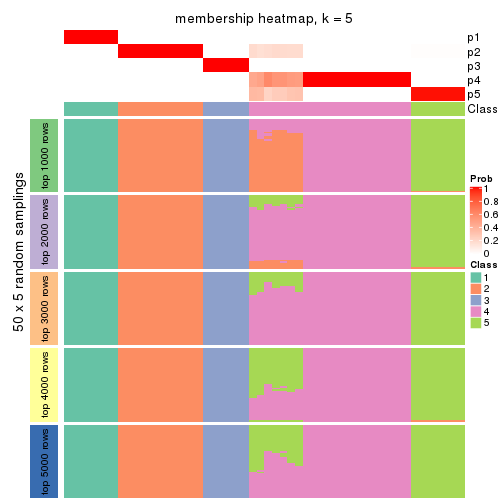 membership heatmap, k = 5
p1
p2
p3
p4
p5
Class
50 x 5 random samplings
top 1000 rows
top 2000 rows
top 3000 rows
top 4000 rows
top 5000 rows
Prob
1
0.8
0.6
0.4
0.2
0
Class
1
2
3
4
5